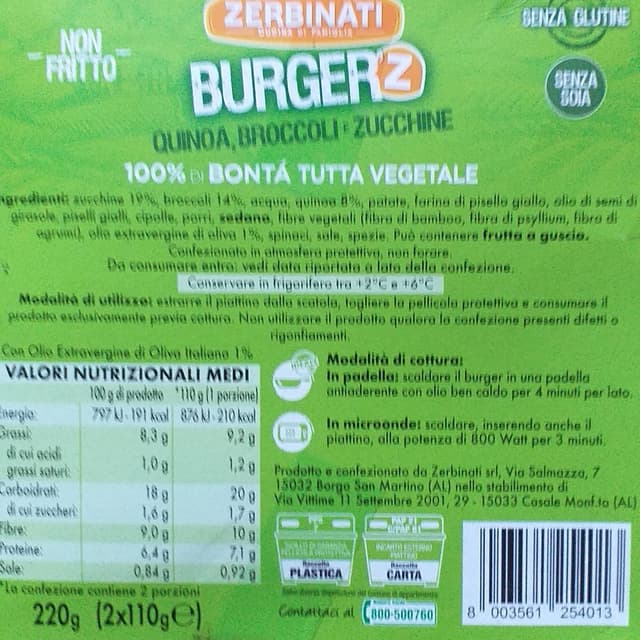 ZERBINATI
CUCINA DI FAMIGLIA
SENZA GLUTINE
NON
FRITTO
BURGER'Z
SENZA
SOIA
QUINOA, BROCCOLI E ZUCCHINE
100% DI BONTÁ TUTTA VEGETALE
ngredienti: zucchine 19%, broccoli 14%, acqua, quinoa 8%, patate, farina di pisello giallo, olio di semi di
girasole, piselli gialli, cipolle, porri, sedano, fibre vegetali (fibra di bamboo, fibra di psyllium, fibra di
agrumi), olio extravergine di oliva 1%, spinaci, sale, spezie. Può contenere frutta a guscio.
Confezionato in atmosfera protettiva, non forare.
Da consumare entro: vedi data riportata a lato della confezione.
Conservare in frigorifero tra +2°C e +6°C
Modalità di utilizzo: estrarre il piattino dalla scatola, togliere la pellicola protettiva e consumare il
prodotto esclusivamente previa cottura. Non utilizzare il prodotto qualora la confezione presenti difetti o
rigonfiamenti.
Con Olio Extravergine di Oliva Italiano 1%
VALORI NUTRIZIONALI MEDI
100 g di prodotto *110 g (1 porzione)
Energia: 797 kJ - 191 kcal 876 kJ - 210 kcal
Grassi: 8,3 g 9,2 g
di cui acidi
grassi saturi: 1,0 g 1,2 g
Carboidrati: 18 g 20 g
di cui zuccheri: 1,6 g 1,7 g
Fibre: 9,0 g 10 g
Proteine: 6,4 g 7,1 g
Sale: 0,84 g 0,92 g
*La confezione contiene 2 porzioni
220g (2x110g e)
Modalità di cottura:
In padella: scaldare il burger in una padella
antiaderente con olio ben caldo per 4 minuti per lato.
In microonde: scaldare, inserendo anche il
piattino, alla potenza di 800 Watt per 3 minuti.
Prodotto e confezionato da Zerbinati srl, Via Salmazza, 7
15032 Borgo San Martino (AL) nello stabilimento di
Via Vittime 11 Settembre 2001, 29 - 15033 Casale Monf.to (AL)
PAP 21
C/PAP 81
Raccolta
PLASTICA
INCARTO ESTERNO
PIATTINO
Raccolta
CARTA
Contattaci al 800-500760
8 003561 254013